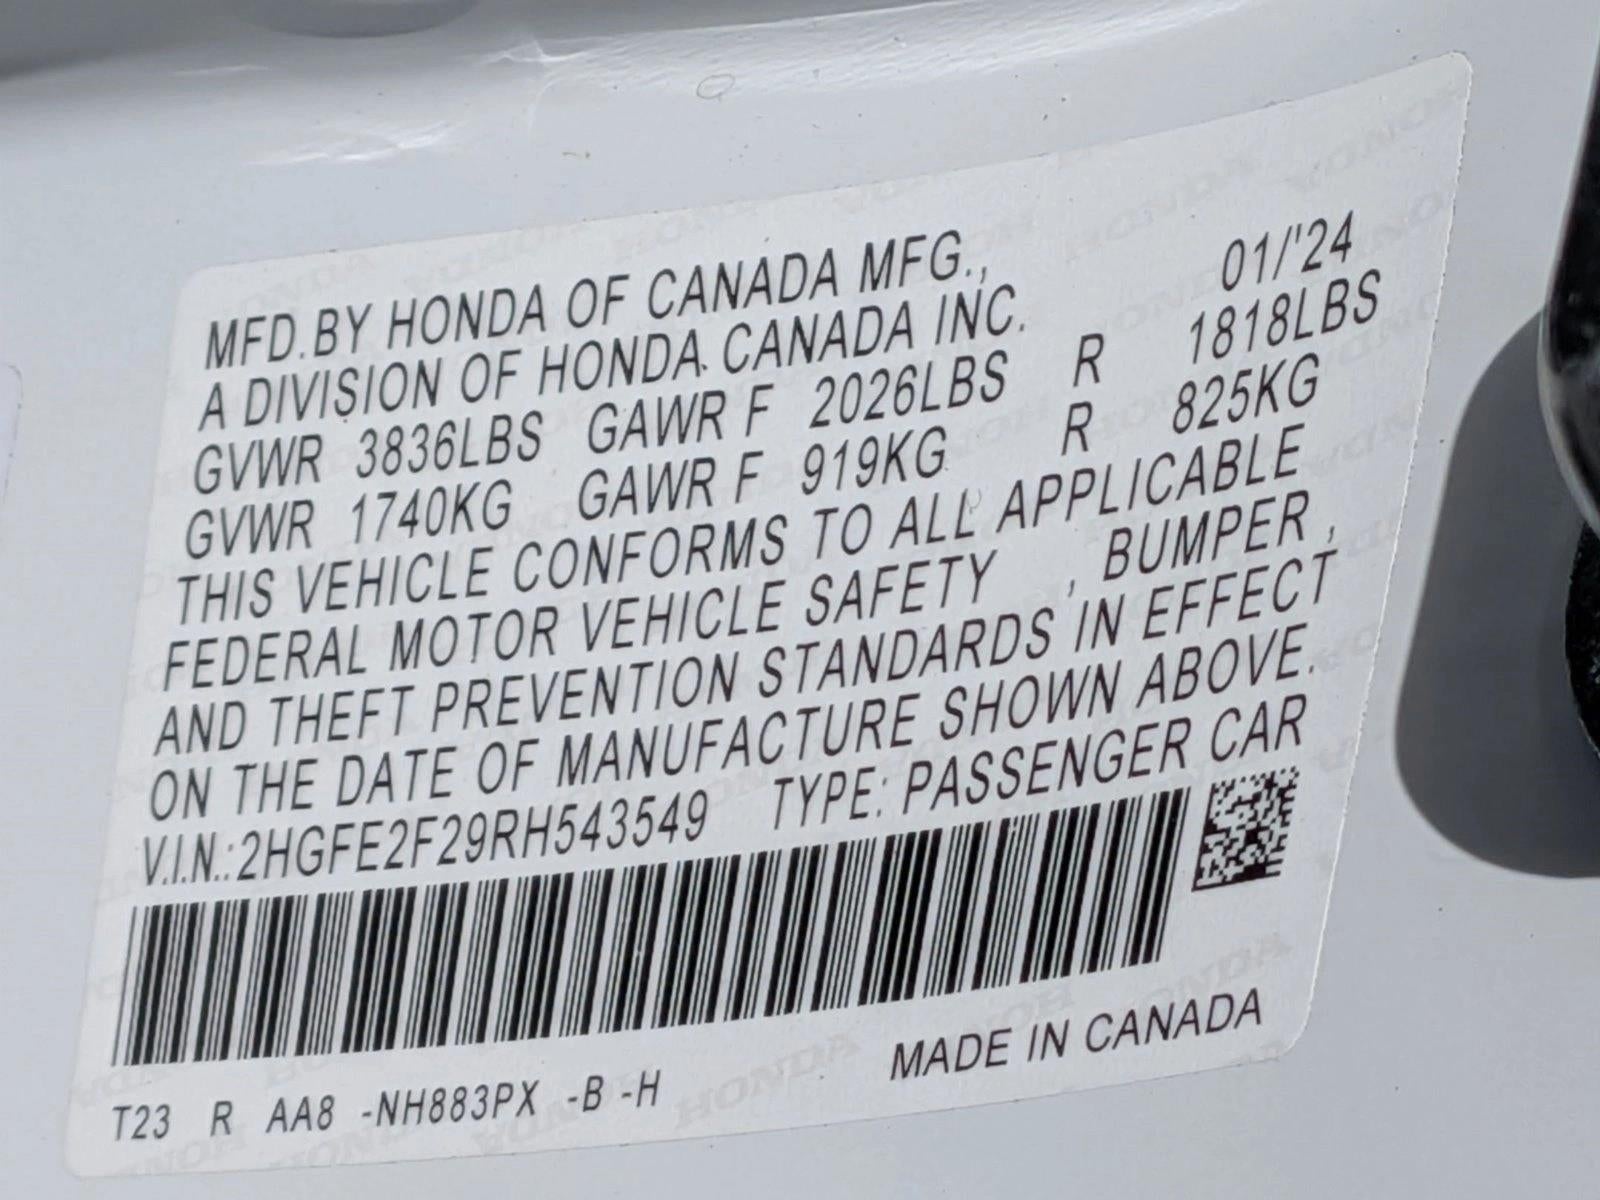 MFD.BY HONDA OF CANADA MFG., 01/'24
A DIVISION OF HONDA CANADA INC.
GVWR 3836LBS GAWR F 2026LBS R 1818LBS
GVWR 1740KG GAWR F 919KG R 825KG
THIS VEHICLE CONFORMS TO ALL APPLICABLE
FEDERAL MOTOR VEHICLE SAFETY , BUMPER ,
AND THEFT PREVENTION STANDARDS IN EFFECT
ON THE DATE OF MANUFACTURE SHOWN ABOVE.
V.I.N.:2HGFE2F29RH543549 TYPE: PASSENGER CAR
MADE IN CANADA
T23 R AA8 -NH883PX -B -H